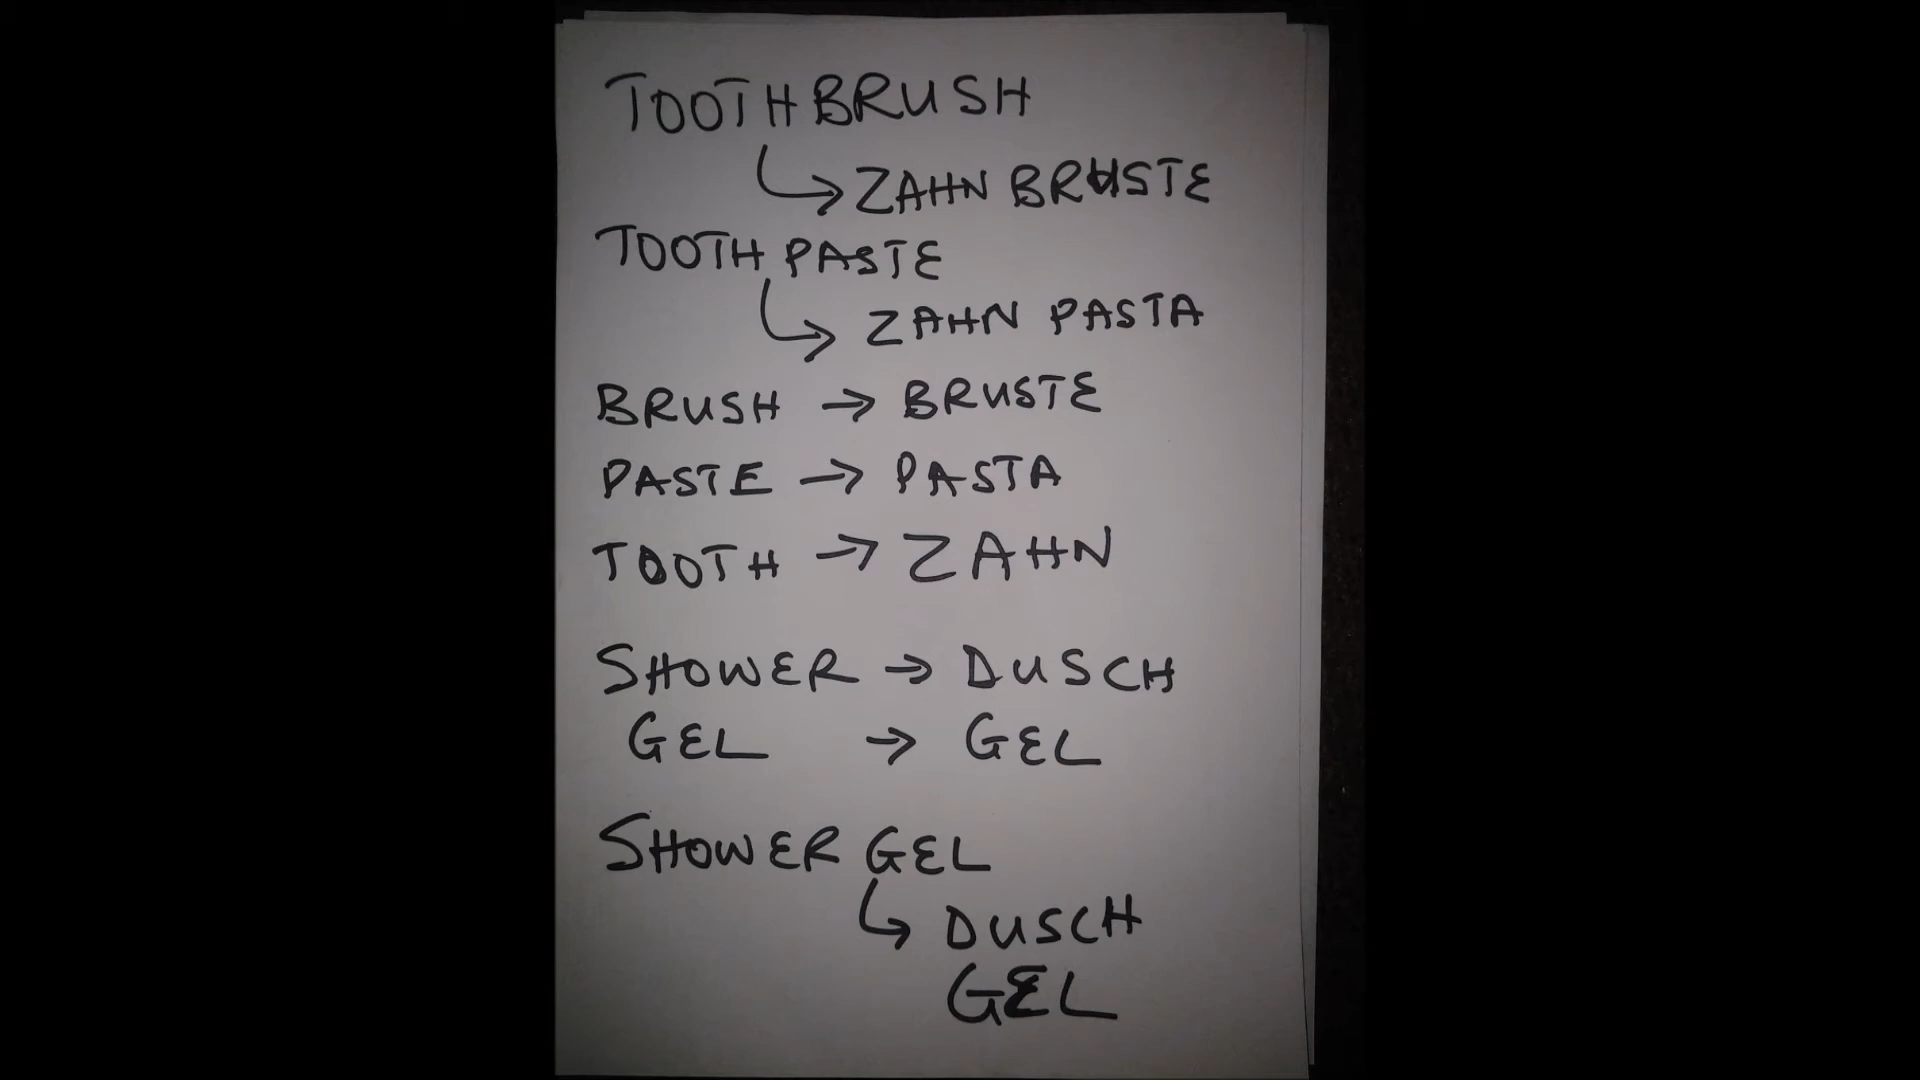 TOOTHBRUSH
↳ ZAHN BRUSTE
TOOTH PASTE
↳ ZAHN PASTA
BRUSH → BRUSTE
PASTE → PASTA
TOOTH → ZAHN
SHOWER → DUSCH
GEL → GEL
SHOWER GEL
↳ DUSCH
GEL